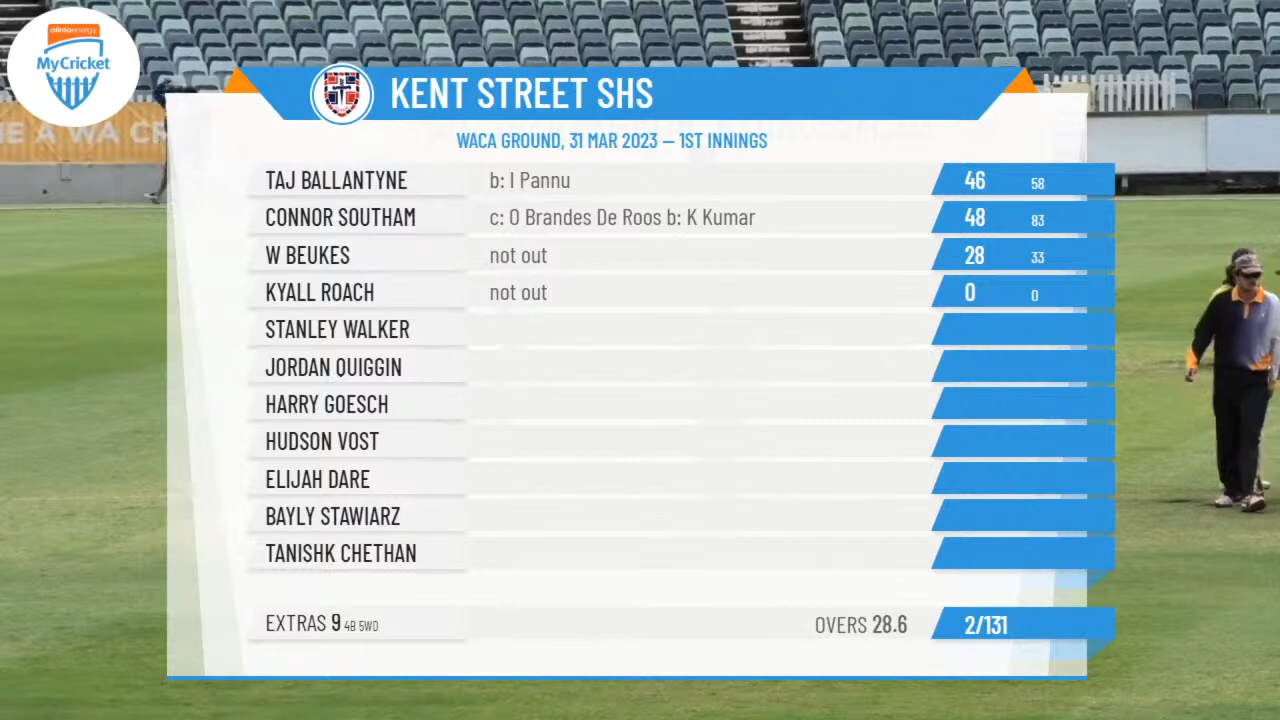 alintaenergy
MyCricket
KENT STREET SHS
WACA GROUND, 31 MAR 2023 – 1ST INNINGS
TAJ BALLANTYNE b: I Pannu 46 58
CONNOR SOUTHAM c: O Brandes De Roos b: K Kumar 48 83
W BEUKES not out 28 33
KYALL ROACH not out 0 0
STANLEY WALKER
JORDAN QUIGGIN
HARRY GOESCH
HUDSON VOST
ELIJAH DARE
BAYLY STAWIARZ
TANISHK CHETHAN
EXTRAS 9 4B 5WD OVERS 28.6 2/131